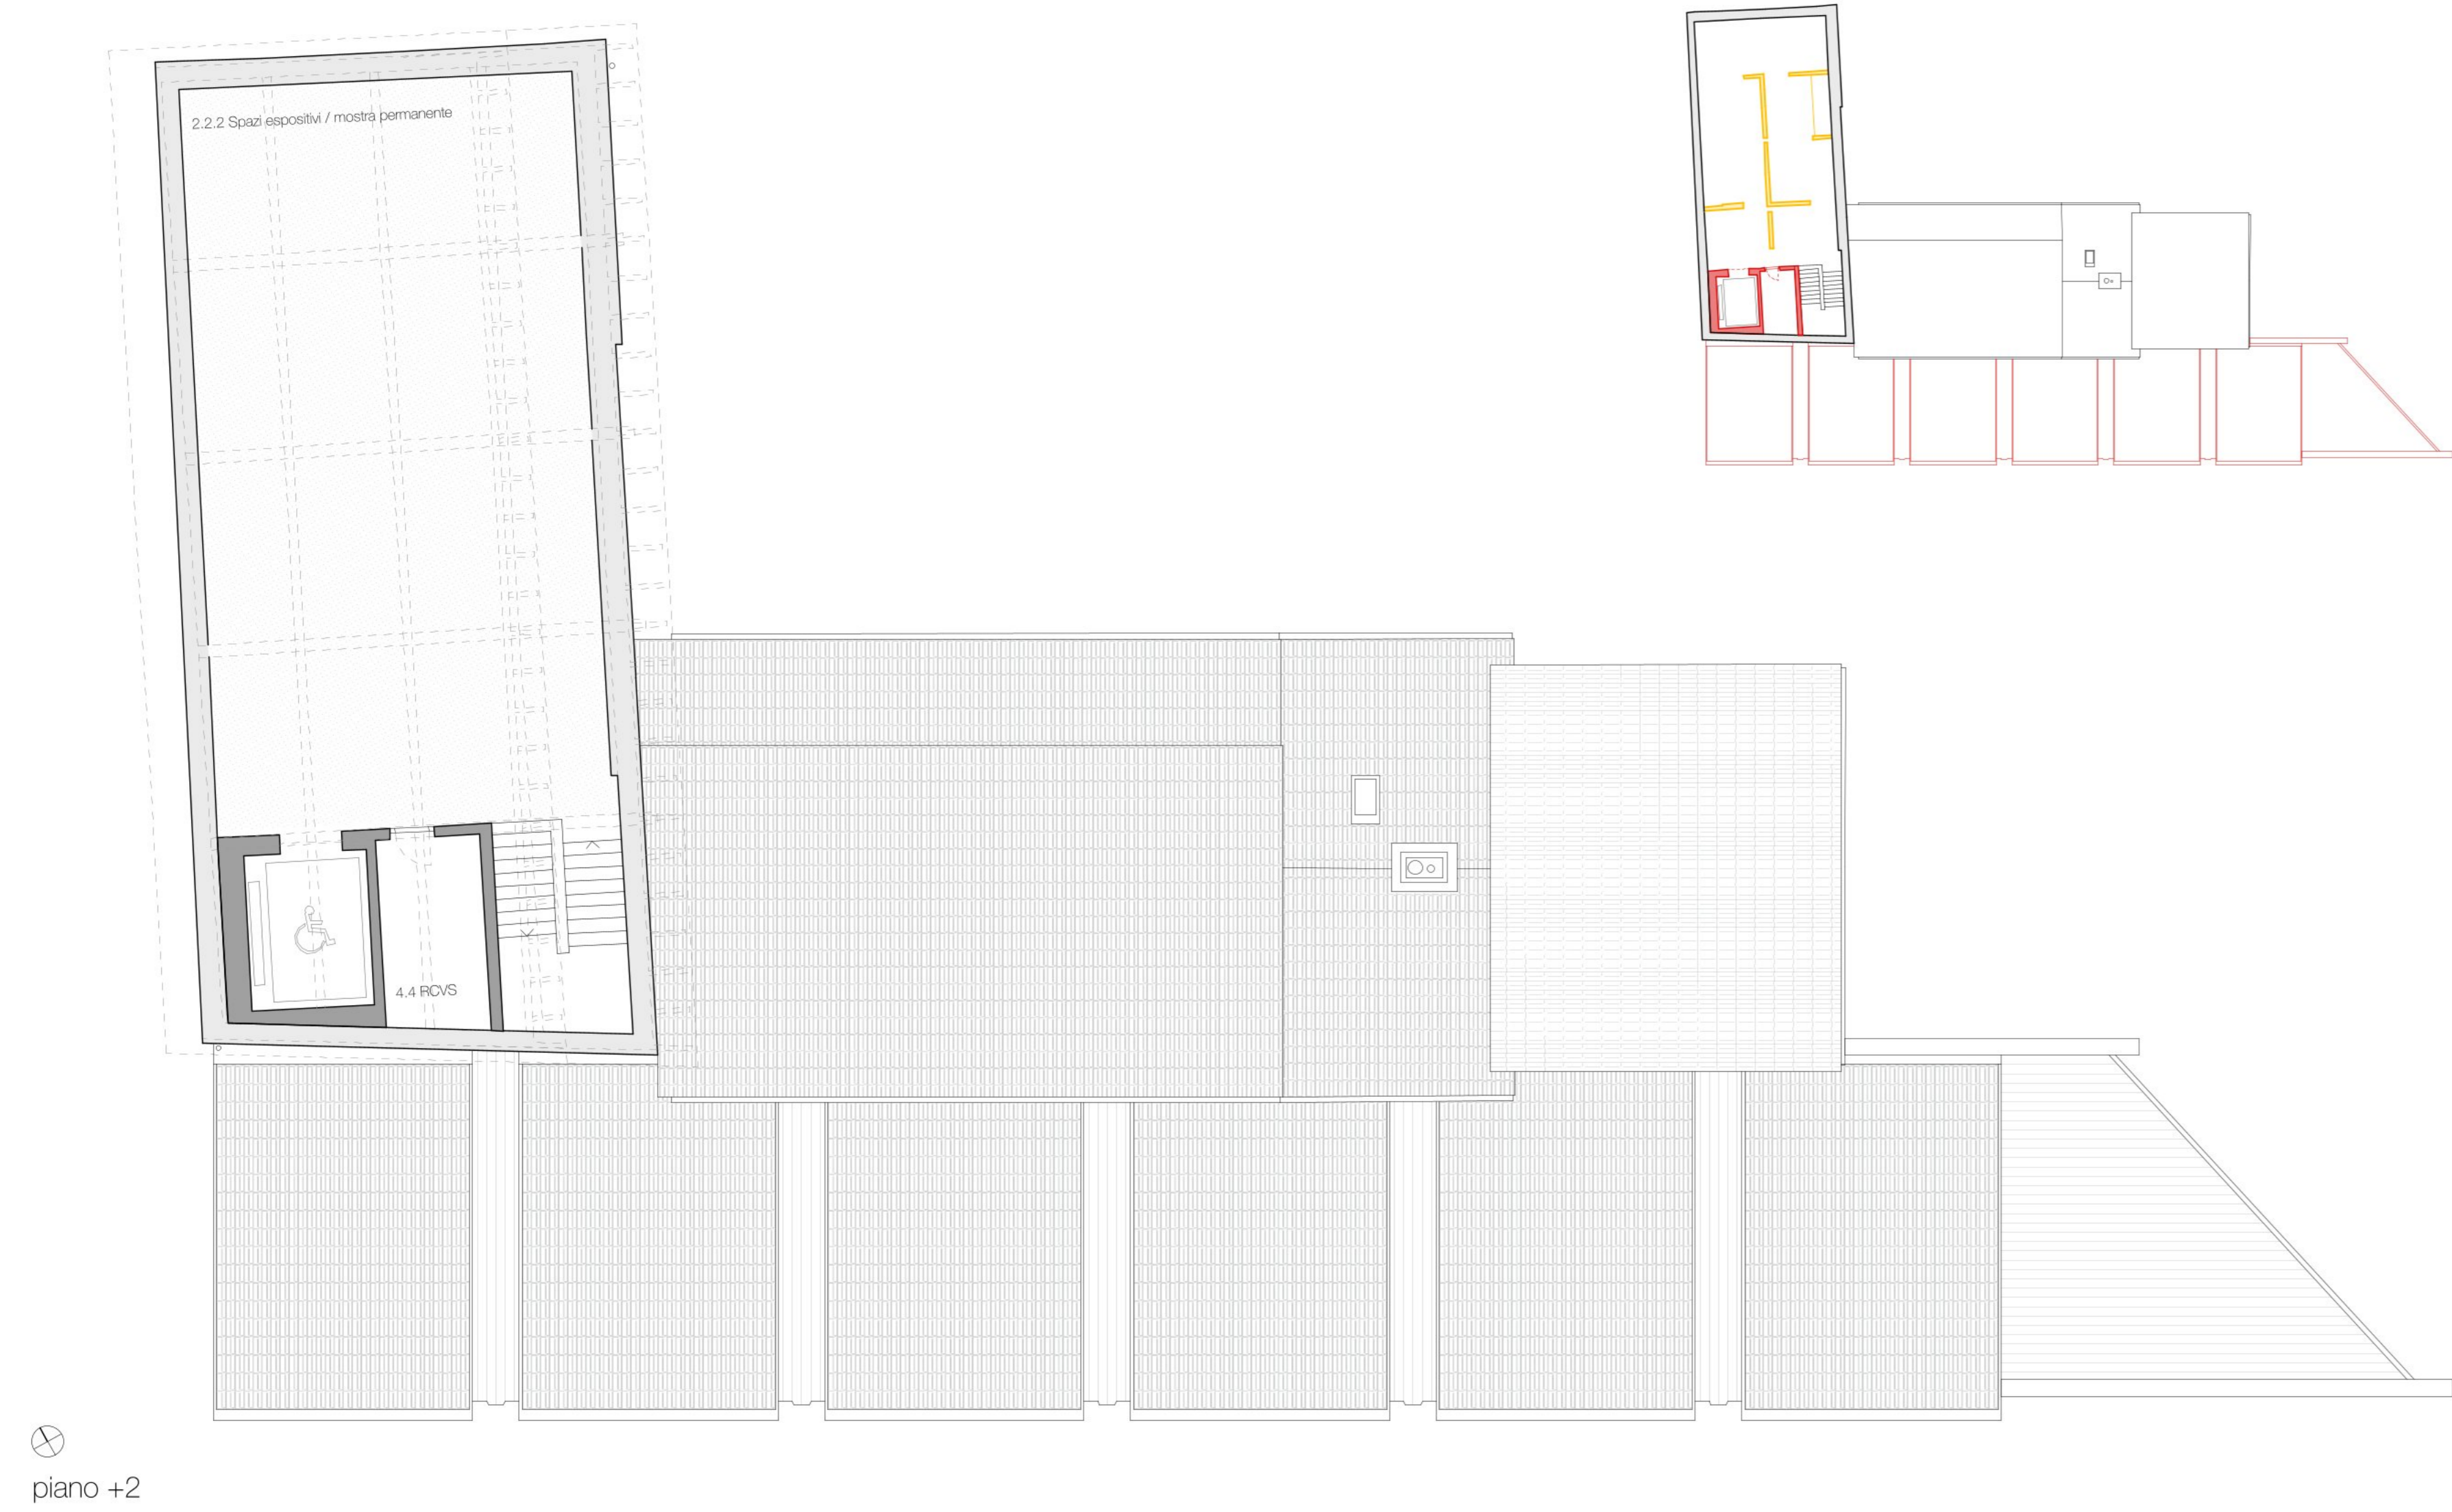 2.2.2 Spazi espositivi / mostra permanente
4.4 RCVS
piano +2